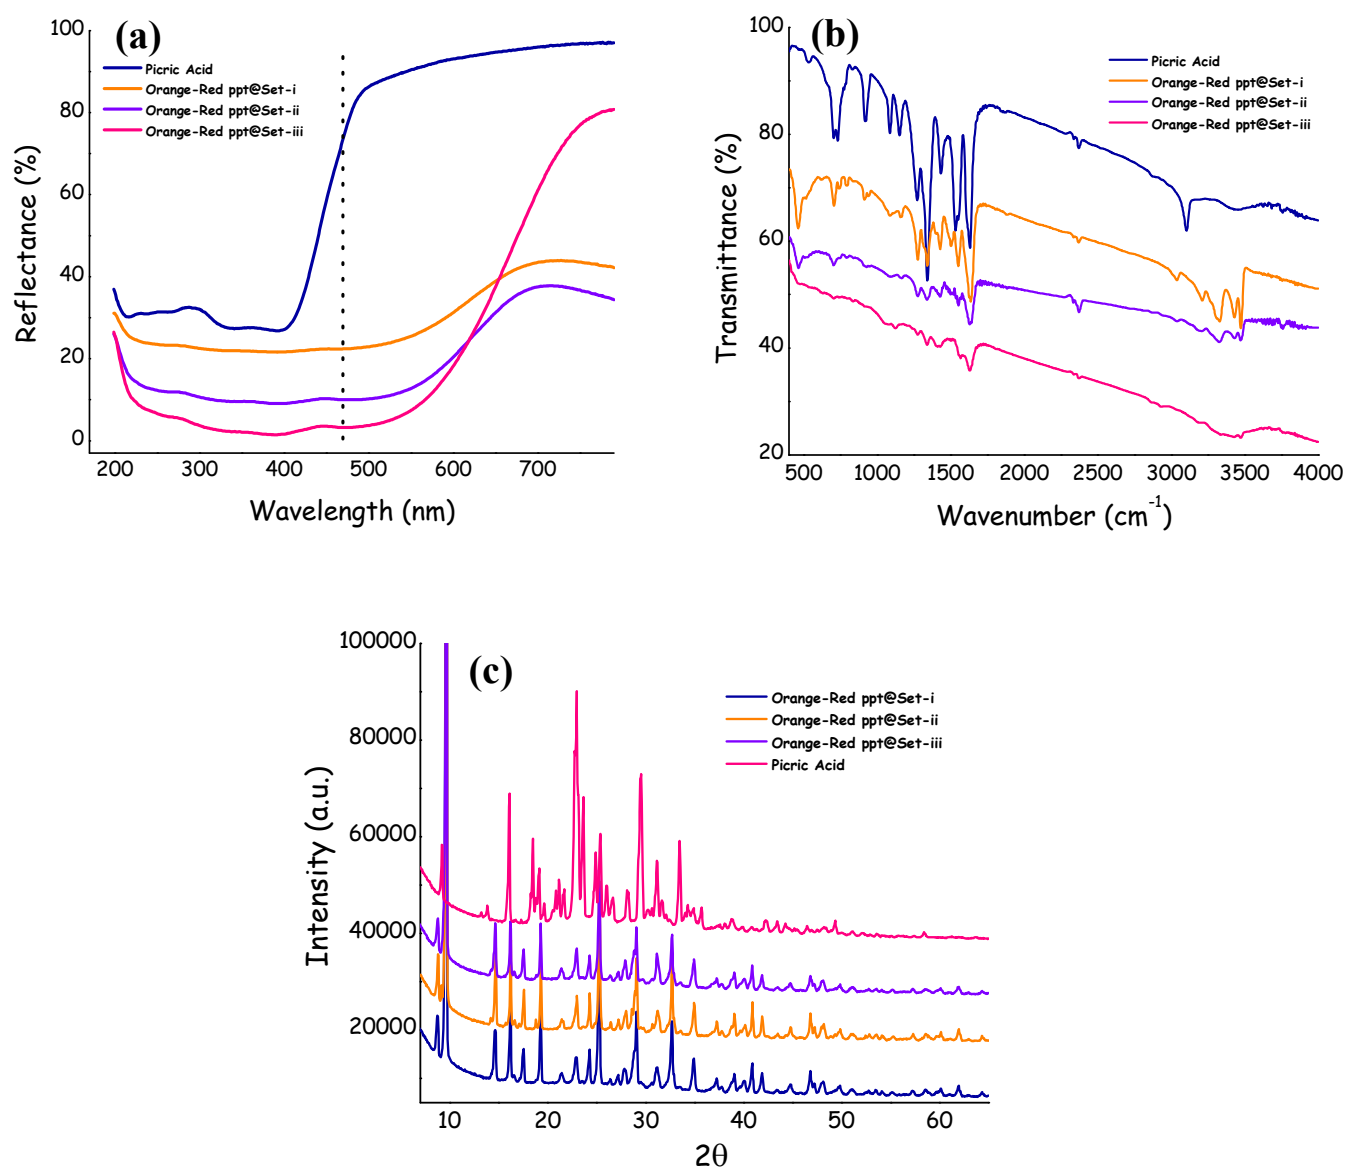 (a)
Reflectance (%)
100
80
60
40
20
0
Picric Acid
Orange-Red ppt@Set-i
Orange-Red ppt@Set-ii
Orange-Red ppt@Set-iii
200 300 400 500 600 700
Wavelength (nm)
(b)
Transmittance (%)
100
80
60
40
20
Picric Acid
Orange-Red ppt@Set-i
Orange-Red ppt@Set-ii
Orange-Red ppt@Set-iii
500 1000 1500 2000 2500 3000 3500 4000
Wavenumber (cm⁻¹)
(c)
Intensity (a.u.)
100000
80000
60000
40000
20000
Orange-Red ppt@Set-i
Orange-Red ppt@Set-ii
Orange-Red ppt@Set-iii
Picric Acid
10 20 30 40 50 60
2θ